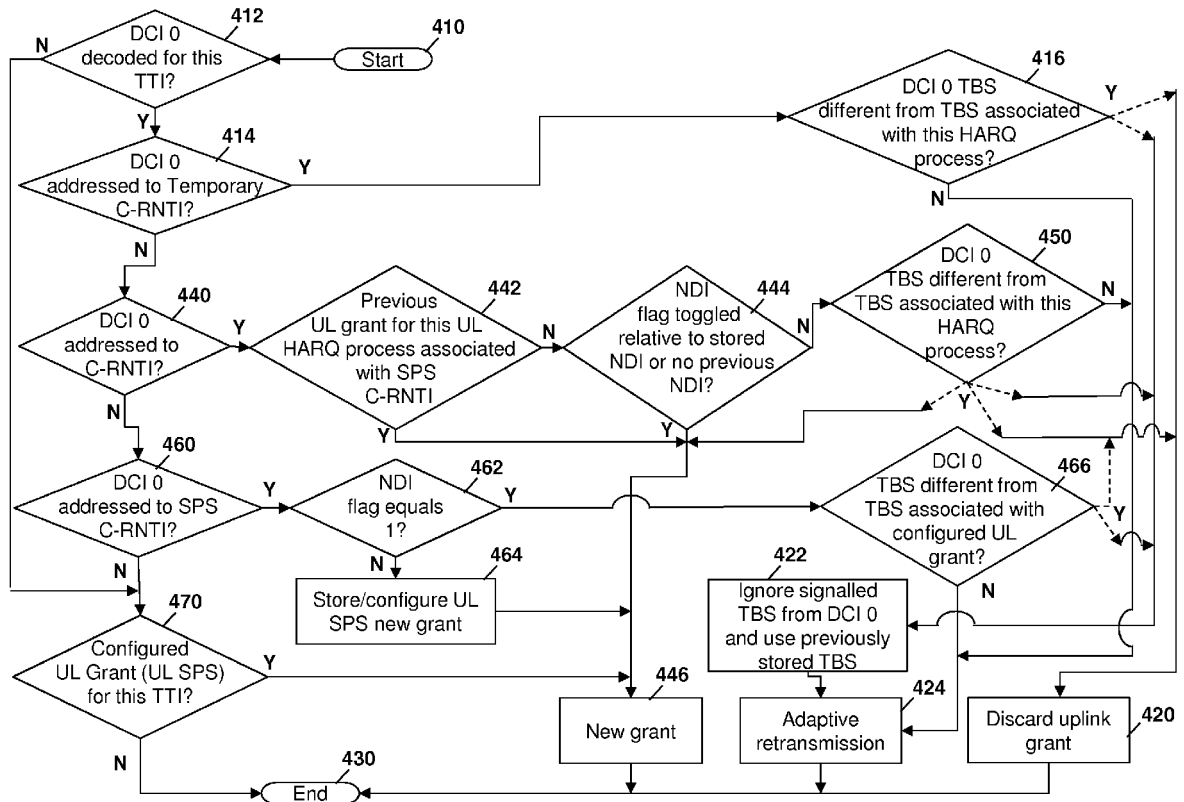 412
N
DCI 0
decoded for this
TTI?
410
Start
Y
414
DCI 0
addressed to Temporary
C-RNTI?
Y
416
DCI 0 TBS
different from TBS associated
with this HARQ
process?
Y
N
N
440
DCI 0
addressed to
C-RNTI?
Y
442
Previous
UL grant for this UL
HARQ process associated
with SPS
C-RNTI
N
Y
444
NDI
flag toggled
relative to stored
NDI or no previous
NDI?
N
Y
450
DCI 0
TBS different from
TBS associated with this
HARQ
process?
N
Y
N
460
DCI 0
addressed to SPS
C-RNTI?
Y
462
NDI
flag equals
1?
Y
N
466
DCI 0
TBS different from
TBS associated with
configured UL
grant?
Y
N
N
464
Store/configure UL
SPS new grant
422
Ignore signalled
TBS from DCI 0
and use previously
stored TBS
470
Configured
UL Grant (UL SPS)
for this TTI?
Y
N
446
New grant
424
Adaptive
retransmission
Discard uplink
grant
420
430
End